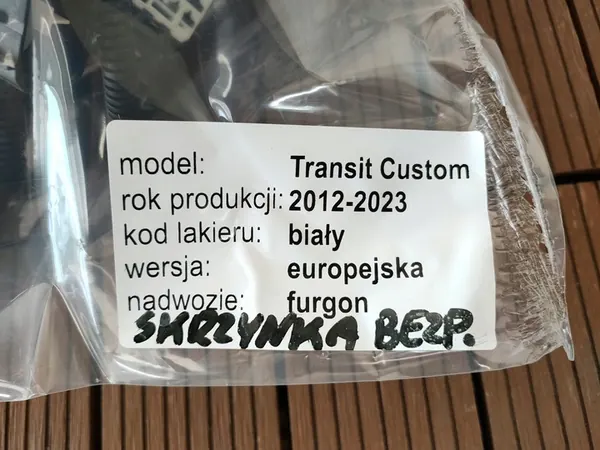 model: Transit Custom
rok produkcji: 2012-2023
kod lakieru: biały
wersja: europejska
nadwozie: furgon
SKRZYNKA BEZP.